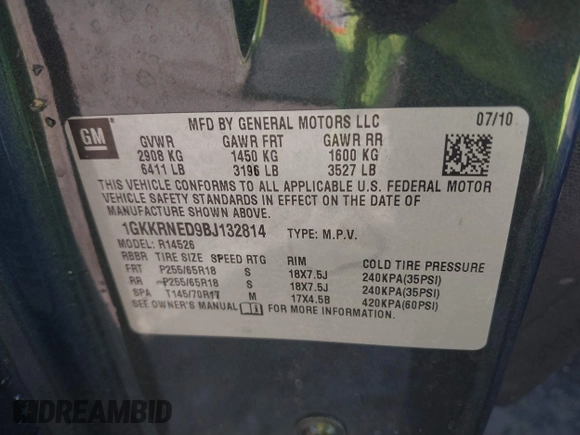 GM
MFD BY GENERAL MOTORS LLC 07/10
GVWR GAWR FRT GAWR RR
2908 KG 1450 KG 1600 KG
6411 LB 3196 LB 3527 LB
THIS VEHICLE CONFORMS TO ALL APPLICABLE U.S. FEDERAL MOTOR
VEHICLE SAFETY STANDARDS IN EFFECT ON THE DATE OF
MANUFACTURE SHOWN ABOVE.
1GKKRNED9BJ132814 TYPE: M.P.V.
MODEL: R14526
RBBR TIRE SIZE SPEED RTG RIM COLD TIRE PRESSURE
FRT P255/65R18 S 18X7.5J 240KPA(35PSI)
RR P255/65R18 S 18X7.5J 240KPA(35PSI)
SPA T145/70R17 M 17X4.5B 420KPA(60PSI)
SEE OWNER'S MANUAL FOR MORE INFORMATION.
DREAMBID